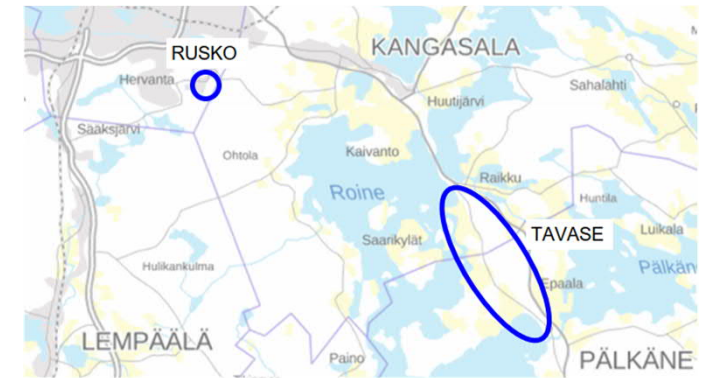 RUSKO
KANGASALA
Hervanta
Sahalahti
Huutijärvi
Sääksjärvi
Ohtola
Kaivanto
Raikku
Roine
Huntila
Saarikylät
TAVASE
Luikala
Hulikankulma
Pälkän
Epaala
LEMPÄÄLÄ
Paino
PÄLKÄNE